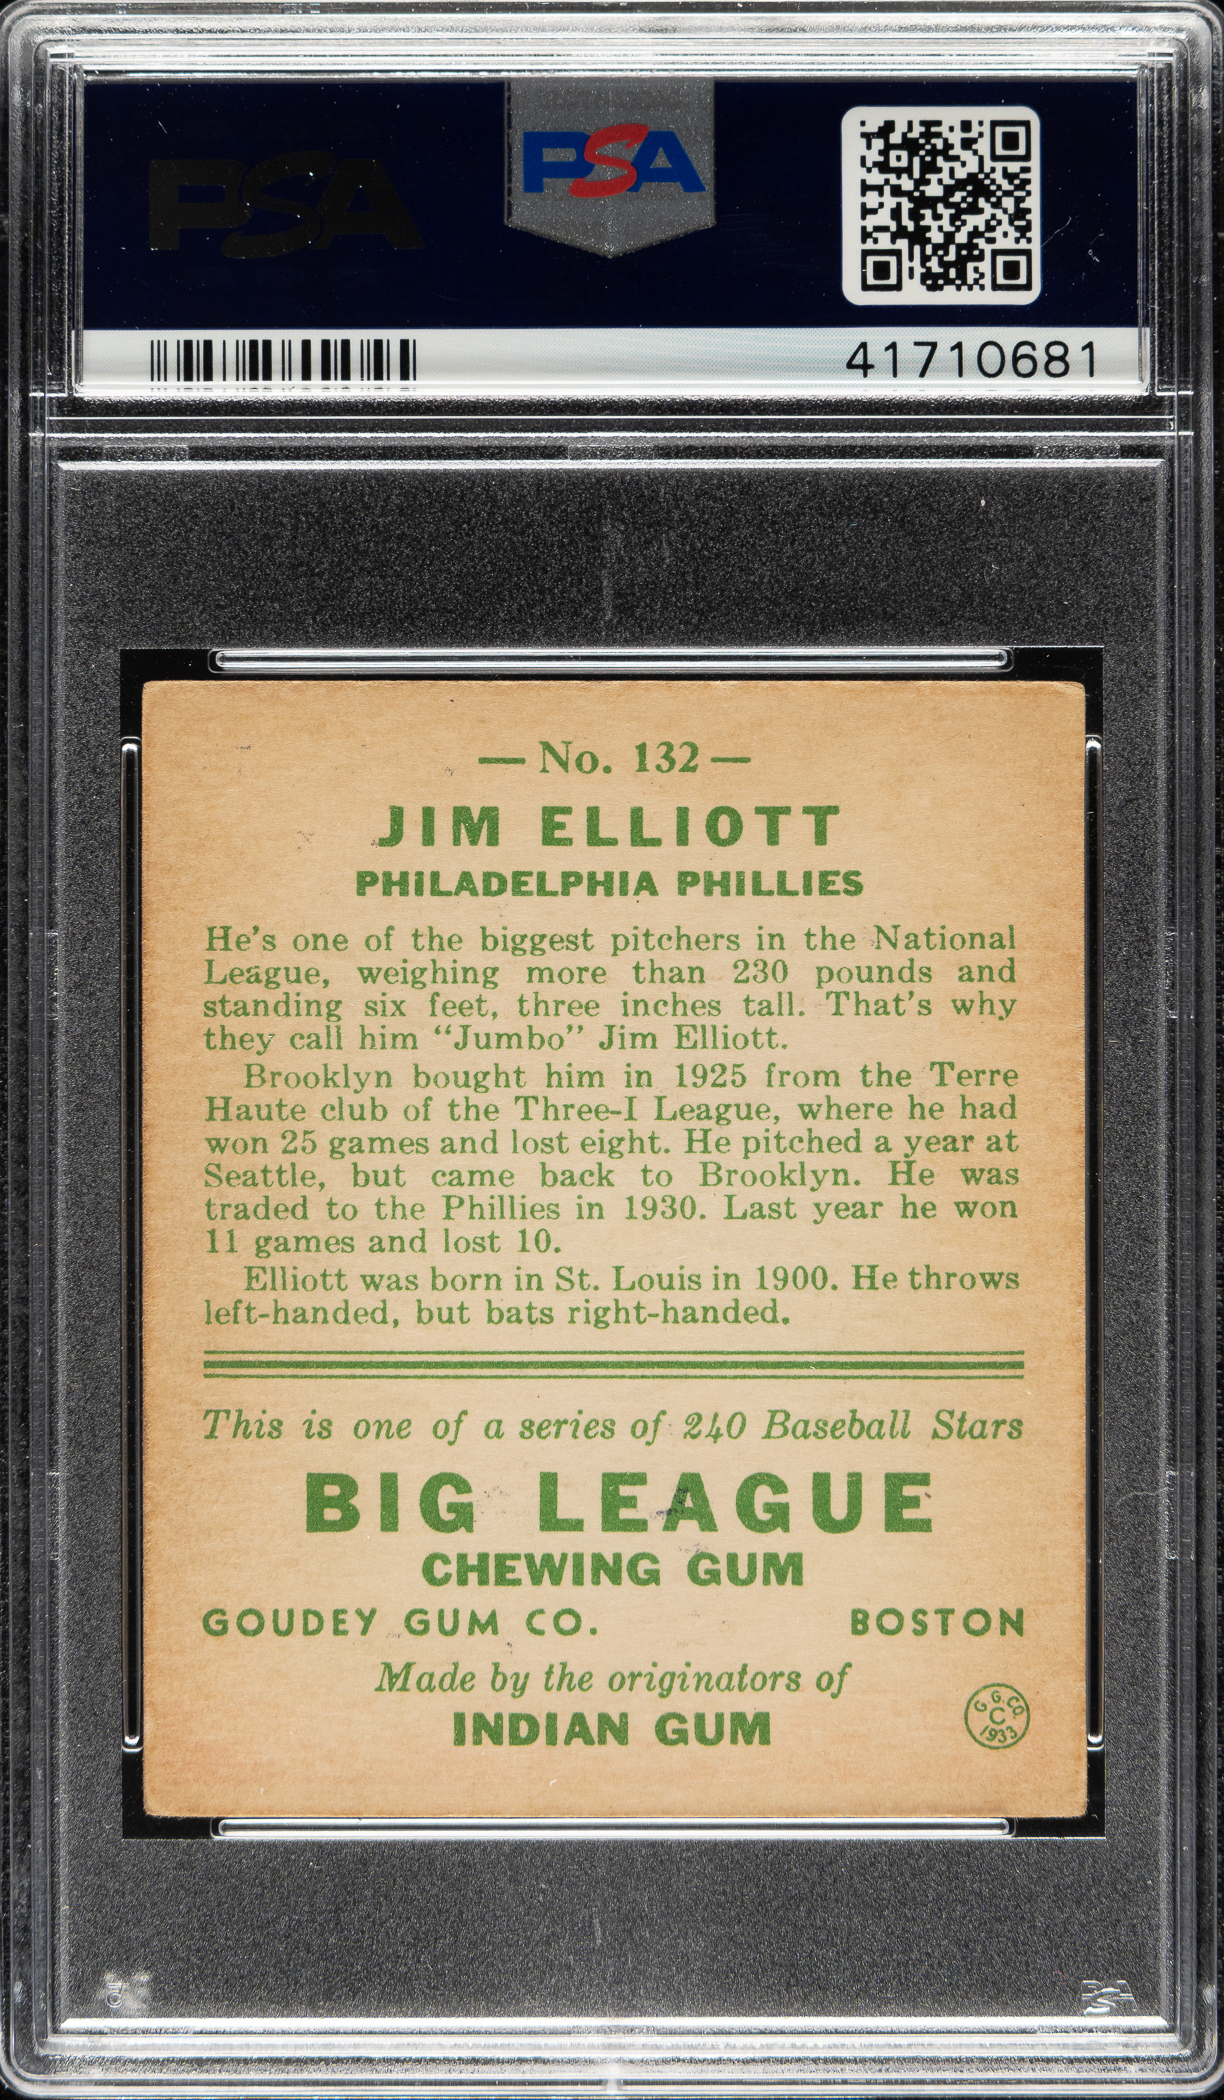 PSA
PSA
41710681
— No. 132 —
JIM ELLIOTT
PHILADELPHIA PHILLIES
He's one of the biggest pitchers in the National
League, weighing more than 230 pounds and
standing six feet, three inches tall. That's why
they call him “Jumbo” Jim Elliott.
Brooklyn bought him in 1925 from the Terre
Haute club of the Three-I League, where he had
won 25 games and lost eight. He pitched a year at
Seattle, but came back to Brooklyn. He was
traded to the Phillies in 1930. Last year he won
11 games and lost 10.
Elliott was born in St. Louis in 1900. He throws
left-handed, but bats right-handed.
This is one of a series of 240 Baseball Stars
BIG LEAGUE
CHEWING GUM
GOUDEY GUM CO. BOSTON
Made by the originators of
INDIAN GUM
G. G. CO.
C
1933
PSA